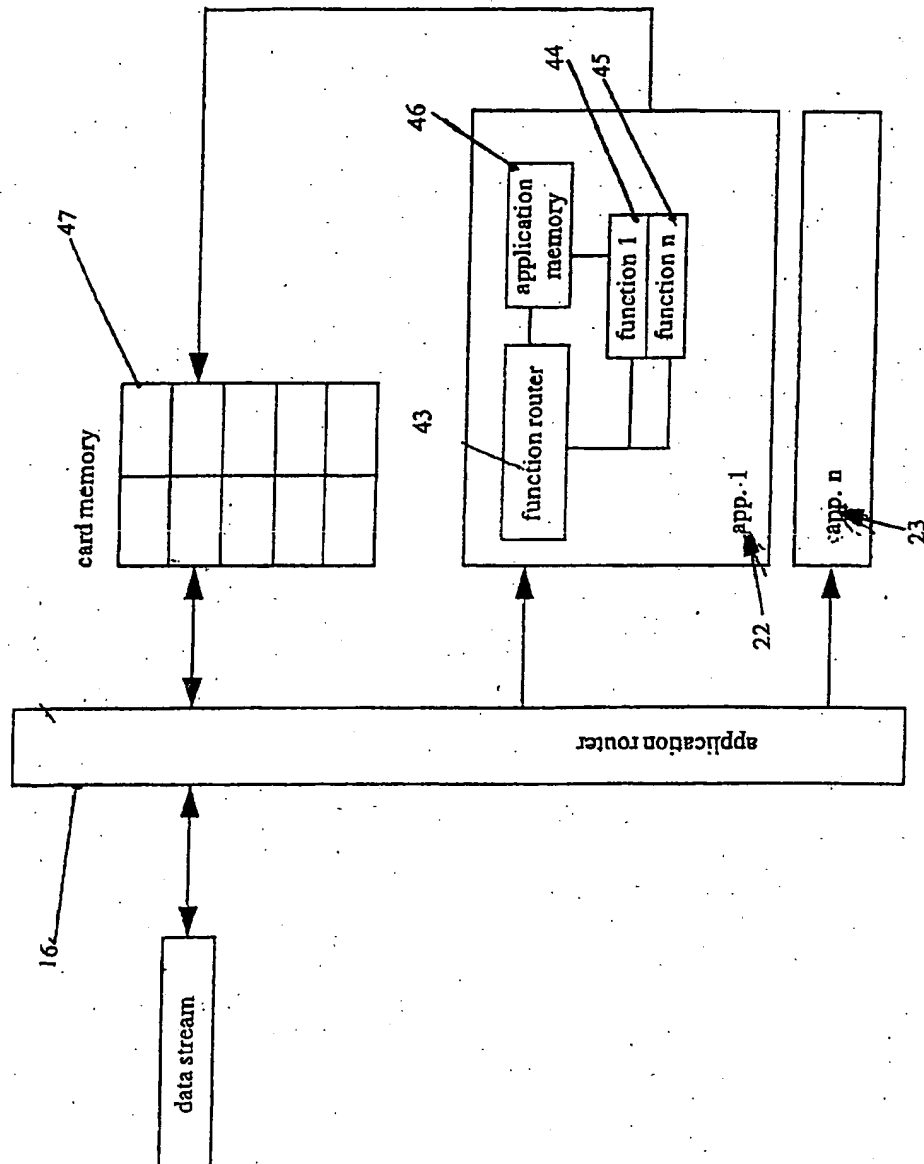 data stream
16
application router
card memory
47
43
function router
46
application
memory
44
function 1
45
function n
app. 1
22
app. n
23